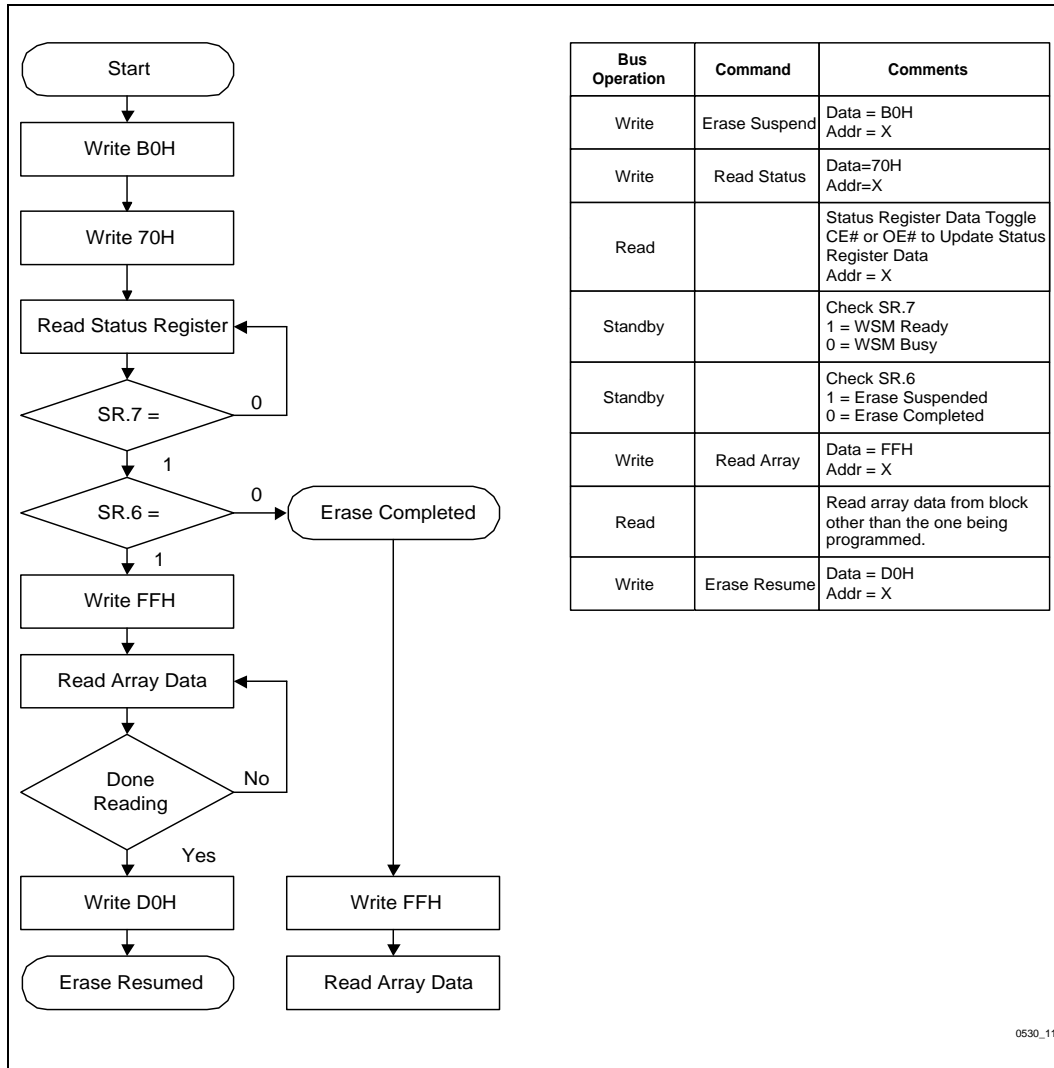 Start
Write B0H
Write 70H
Read Status Register
SR.7 =
0
1
SR.6 =
0
Erase Completed
1
Write FFH
Read Array Data
Done
Reading
No
Yes
Write D0H
Write FFH
Erase Resumed
Read Array Data
Bus
Operation
Command
Comments
Write
Erase Suspend
Data = B0H
Addr = X
Write
Read Status
Data=70H
Addr=X
Read
Status Register Data Toggle
CE# or OE# to Update Status
Register Data
Addr = X
Standby
Check SR.7
1 = WSM Ready
0 = WSM Busy
Standby
Check SR.6
1 = Erase Suspended
0 = Erase Completed
Write
Read Array
Data = FFH
Addr = X
Read
Read array data from block
other than the one being
programmed.
Write
Erase Resume
Data = D0H
Addr = X
0530_11